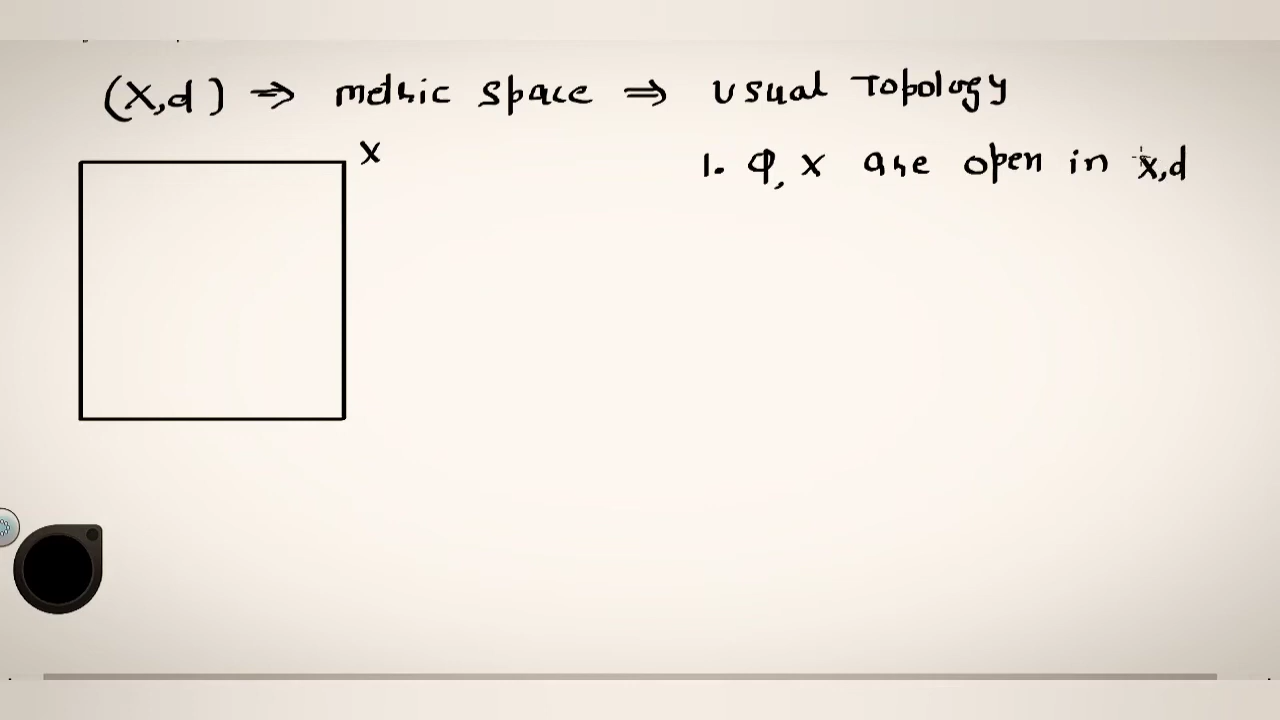 (X,d) ⇒ metric space ⇒ usual Topology
X
1. φ, X are open in X,d